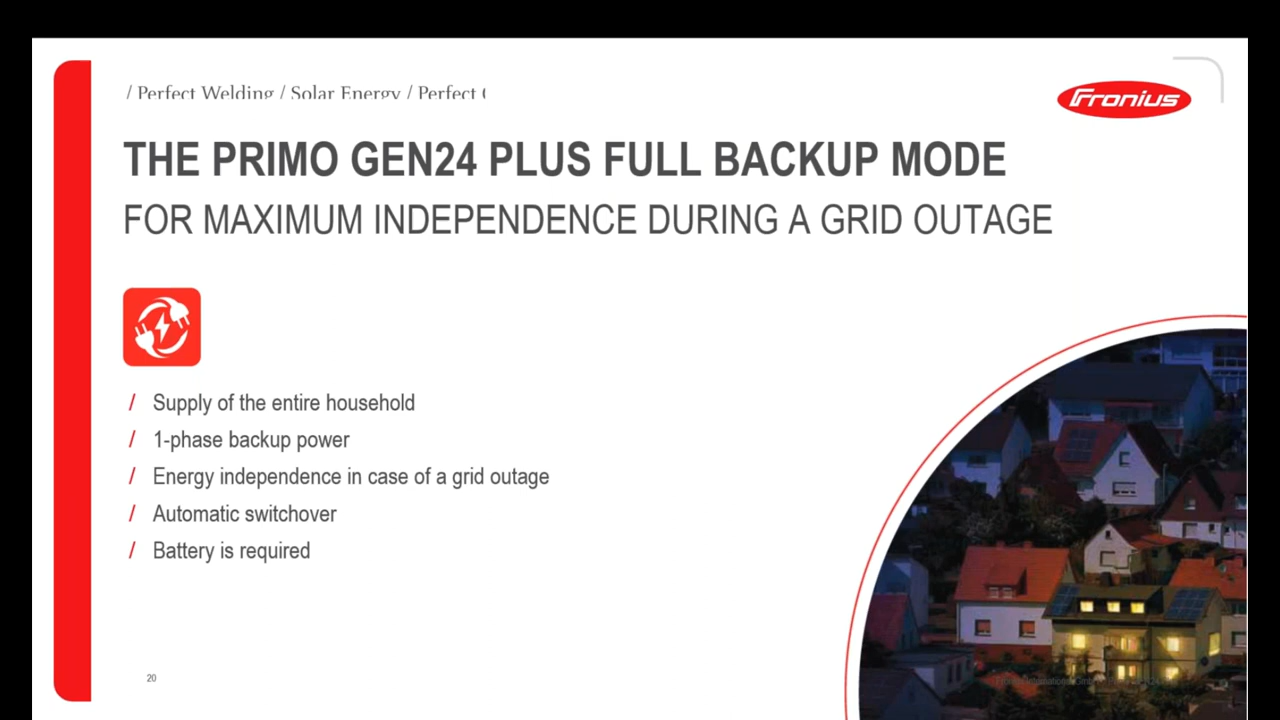 / Perfect Welding / Solar Energy / Perfect
Fronius
THE PRIMO GEN24 PLUS FULL BACKUP MODE
FOR MAXIMUM INDEPENDENCE DURING A GRID OUTAGE
/ Supply of the entire household
/ 1-phase backup power
/ Energy independence in case of a grid outage
/ Automatic switchover
/ Battery is required
20